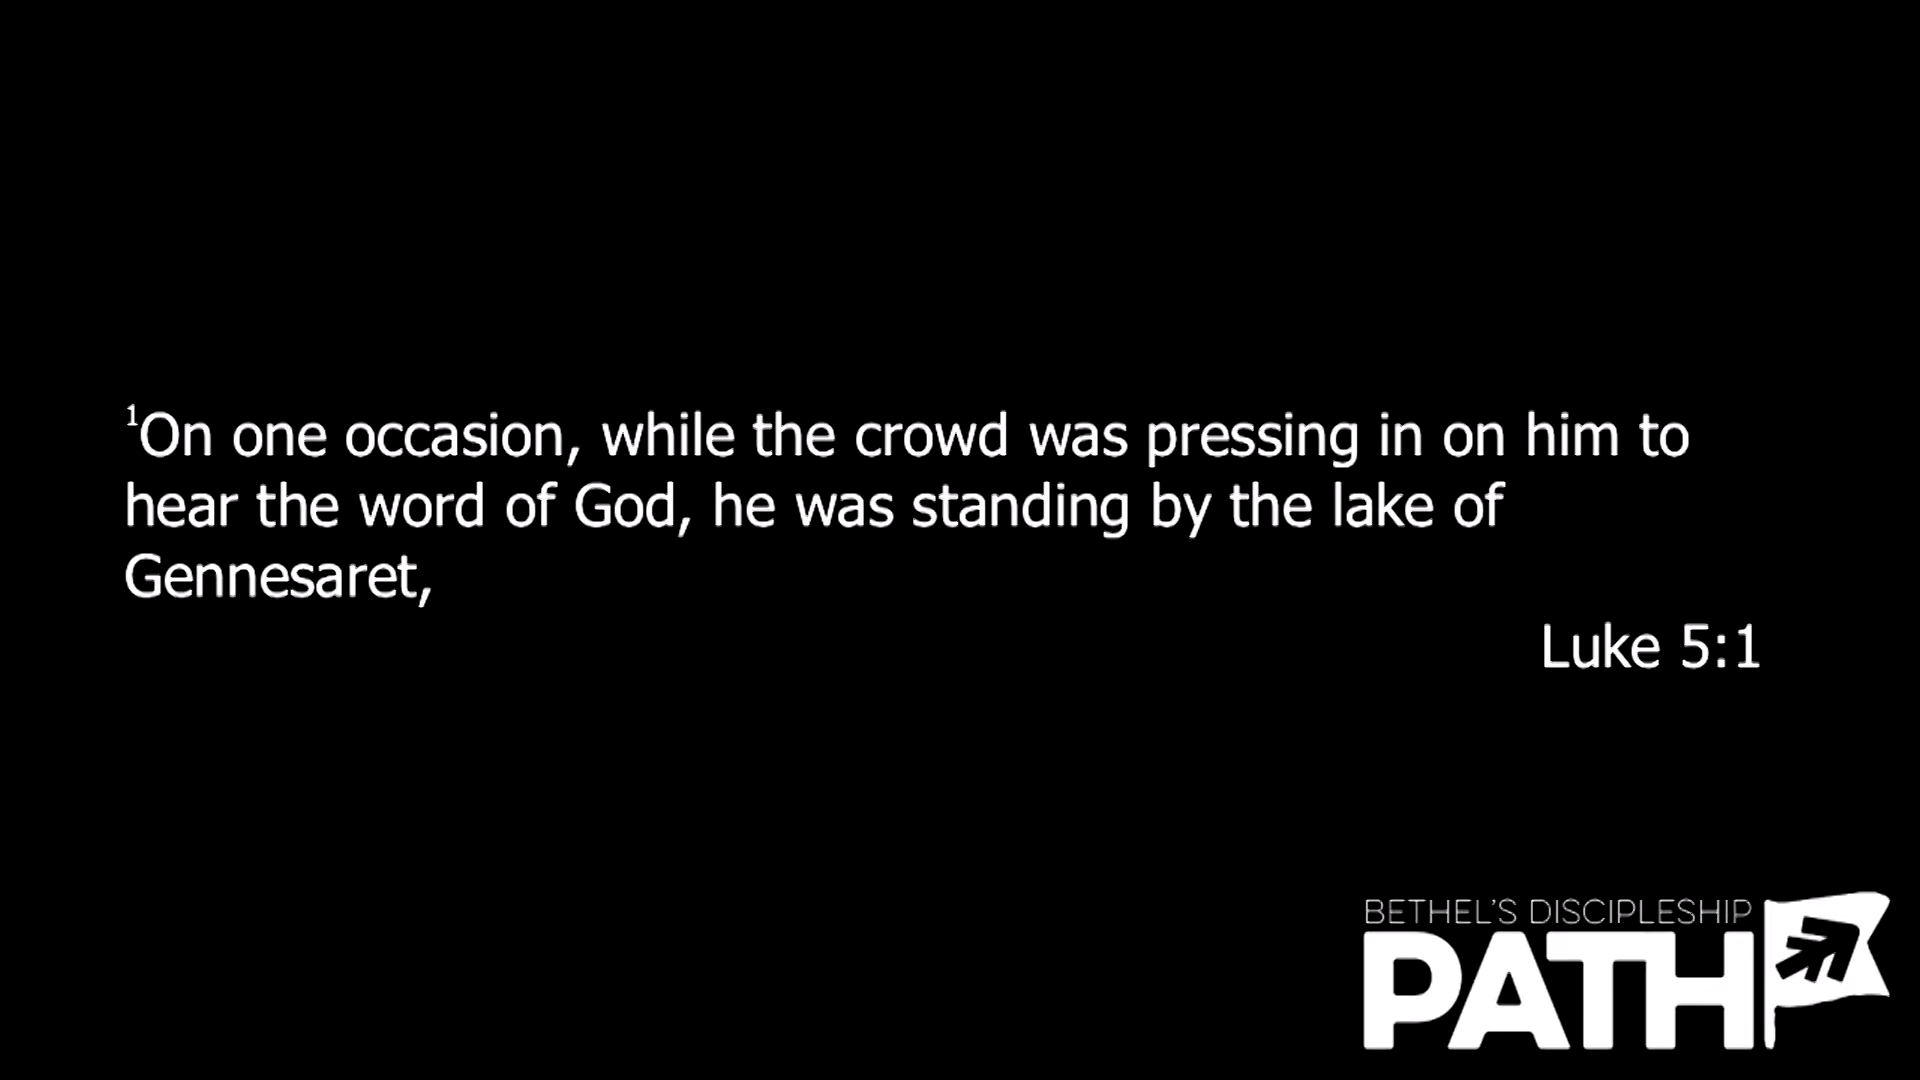 ¹On one occasion, while the crowd was pressing in on him to
hear the word of God, he was standing by the lake of
Gennesaret,
Luke 5:1
BETHEL'S DISCIPLESHIP
PATH